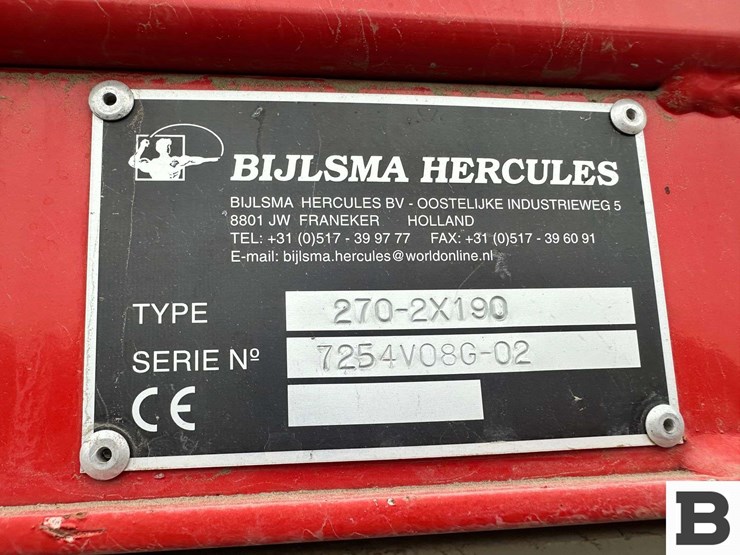 BIJLSMA HERCULES
BIJLSMA HERCULES BV - OOSTELIJKE INDUSTRIEWEG 5
8801 JW FRANEKER HOLLAND
TEL: +31 (0)517 - 39 97 77 FAX: +31 (0)517 - 39 60 91
E-mail: bijlsma.hercules@worldonline.nl
TYPE 270-2X190
SERIE Nº 7254V08G-02
CE
B